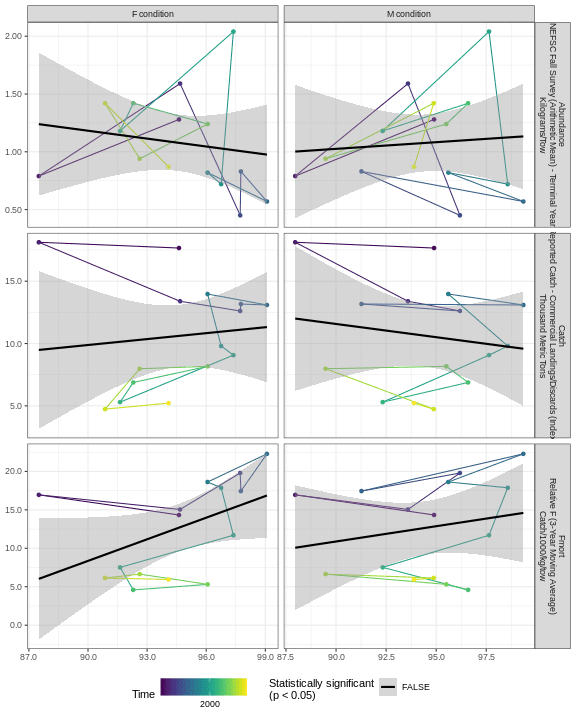 F condition
M condition
2.00
1.50
1.00
0.50
Abundance
NEFSC Fall Survey (Arithmetic Mean) - Terminal Year
Kilograms/tow
15.0
10.0
5.0
Catch
eported Catch - Commercial Landings/Discards (Index
Thousand Metric Tons
20.0
15.0
10.0
5.0
0.0
Fmort
Relative F (3-Year Moving Average)
Catch/1000/kg/tow
87.0 90.0 93.0 96.0 99.0
87.5 90.0 92.5 95.0 97.5
Time
2000
Statistically significant
(p < 0.05)
FALSE